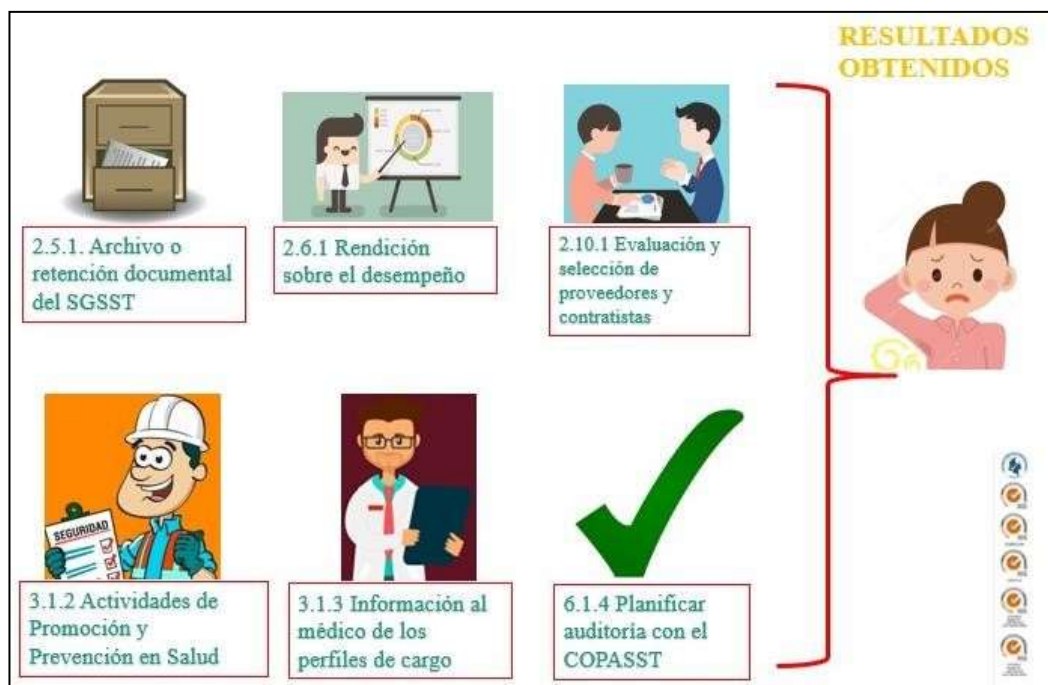 RESULTADOS
OBTENIDOS
2.5.1. Archivo o
retención documental
del SGSST
2.6.1 Rendición
sobre el desempeño
2.10.1 Evaluación y
selección de
proveedores y
contratistas
SEGURIDAD
3.1.2 Actividades de
Promoción y
Prevención en Salud
3.1.3 Información al
médico de los
perfiles de cargo
6.1.4 Planificar
auditoría con el
COPASST